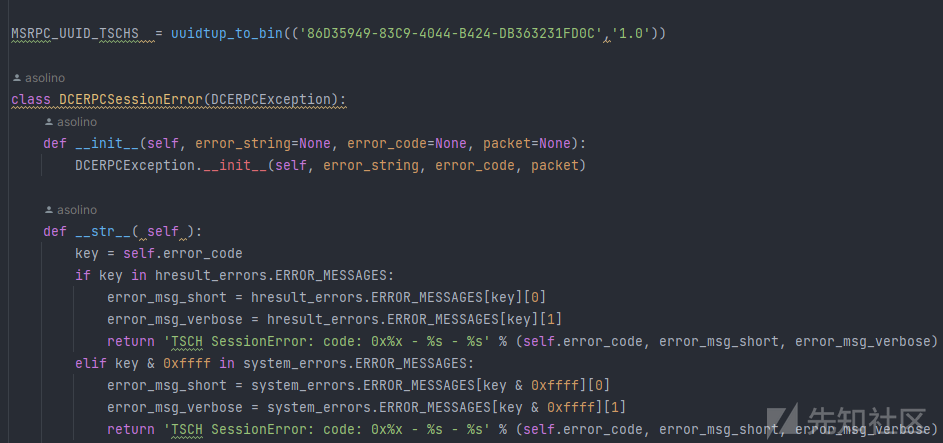 MSRPC_UUID_TSCHS  = uuidtup_to_bin(('86D35949-83C9-4044-B424-DB363231FD0C','1.0'))
asolino
class DCERPCSessionError(DCERPCException):
asolino
    def __init__(self, error_string=None, error_code=None, packet=None):
        DCERPCException.__init__(self, error_string, error_code, packet)
asolino
    def __str__( self ):
        key = self.error_code
        if key in hresult_errors.ERROR_MESSAGES:
            error_msg_short = hresult_errors.ERROR_MESSAGES[key][0]
            error_msg_verbose = hresult_errors.ERROR_MESSAGES[key][1]
            return 'TSCH SessionError: code: 0x%x - %s - %s' % (self.error_code, error_msg_short, error_msg_verbose)
        elif key & 0xffff in system_errors.ERROR_MESSAGES:
            error_msg_short = system_errors.ERROR_MESSAGES[key & 0xffff][0]
            error_msg_verbose = system_errors.ERROR_MESSAGES[key & 0xffff][1]
            return 'TSCH SessionError: code: 0x%x - %s - %s' % (self.error_code, error_msg_short, error_msg_verbose)
先知社区